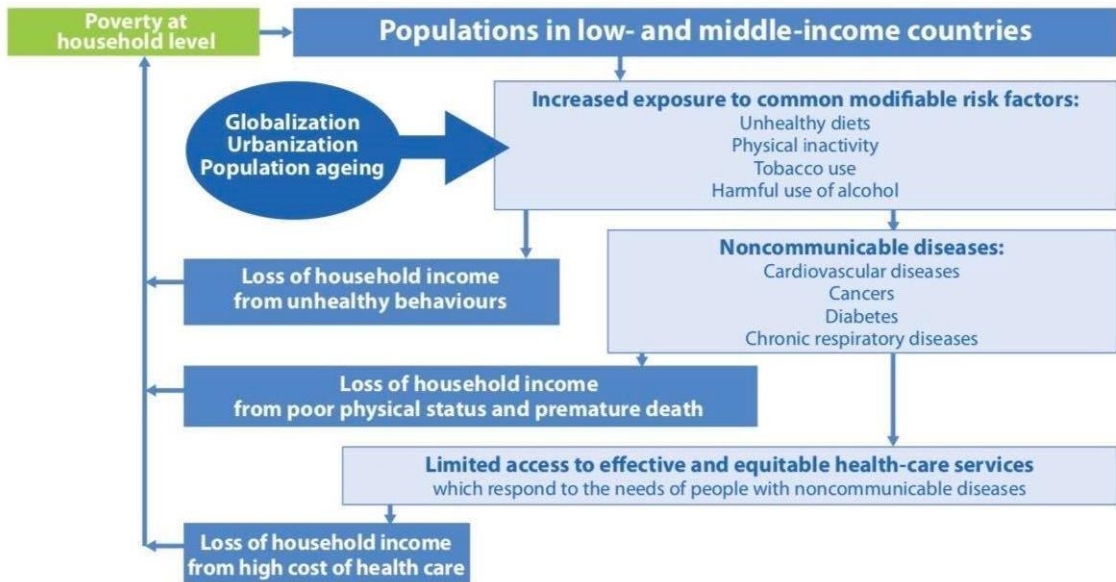 Poverty at
household level
Populations in low- and middle-income countries
Increased exposure to common modifiable risk factors:
Unhealthy diets
Physical inactivity
Tobacco use
Harmful use of alcohol
Globalization
Urbanization
Population ageing
Noncommunicable diseases:
Cardiovascular diseases
Cancers
Diabetes
Chronic respiratory diseases
Loss of household income
from unhealthy behaviours
Loss of household income
from poor physical status and premature death
Limited access to effective and equitable health-care services
which respond to the needs of people with noncommunicable diseases
Loss of household income
from high cost of health care